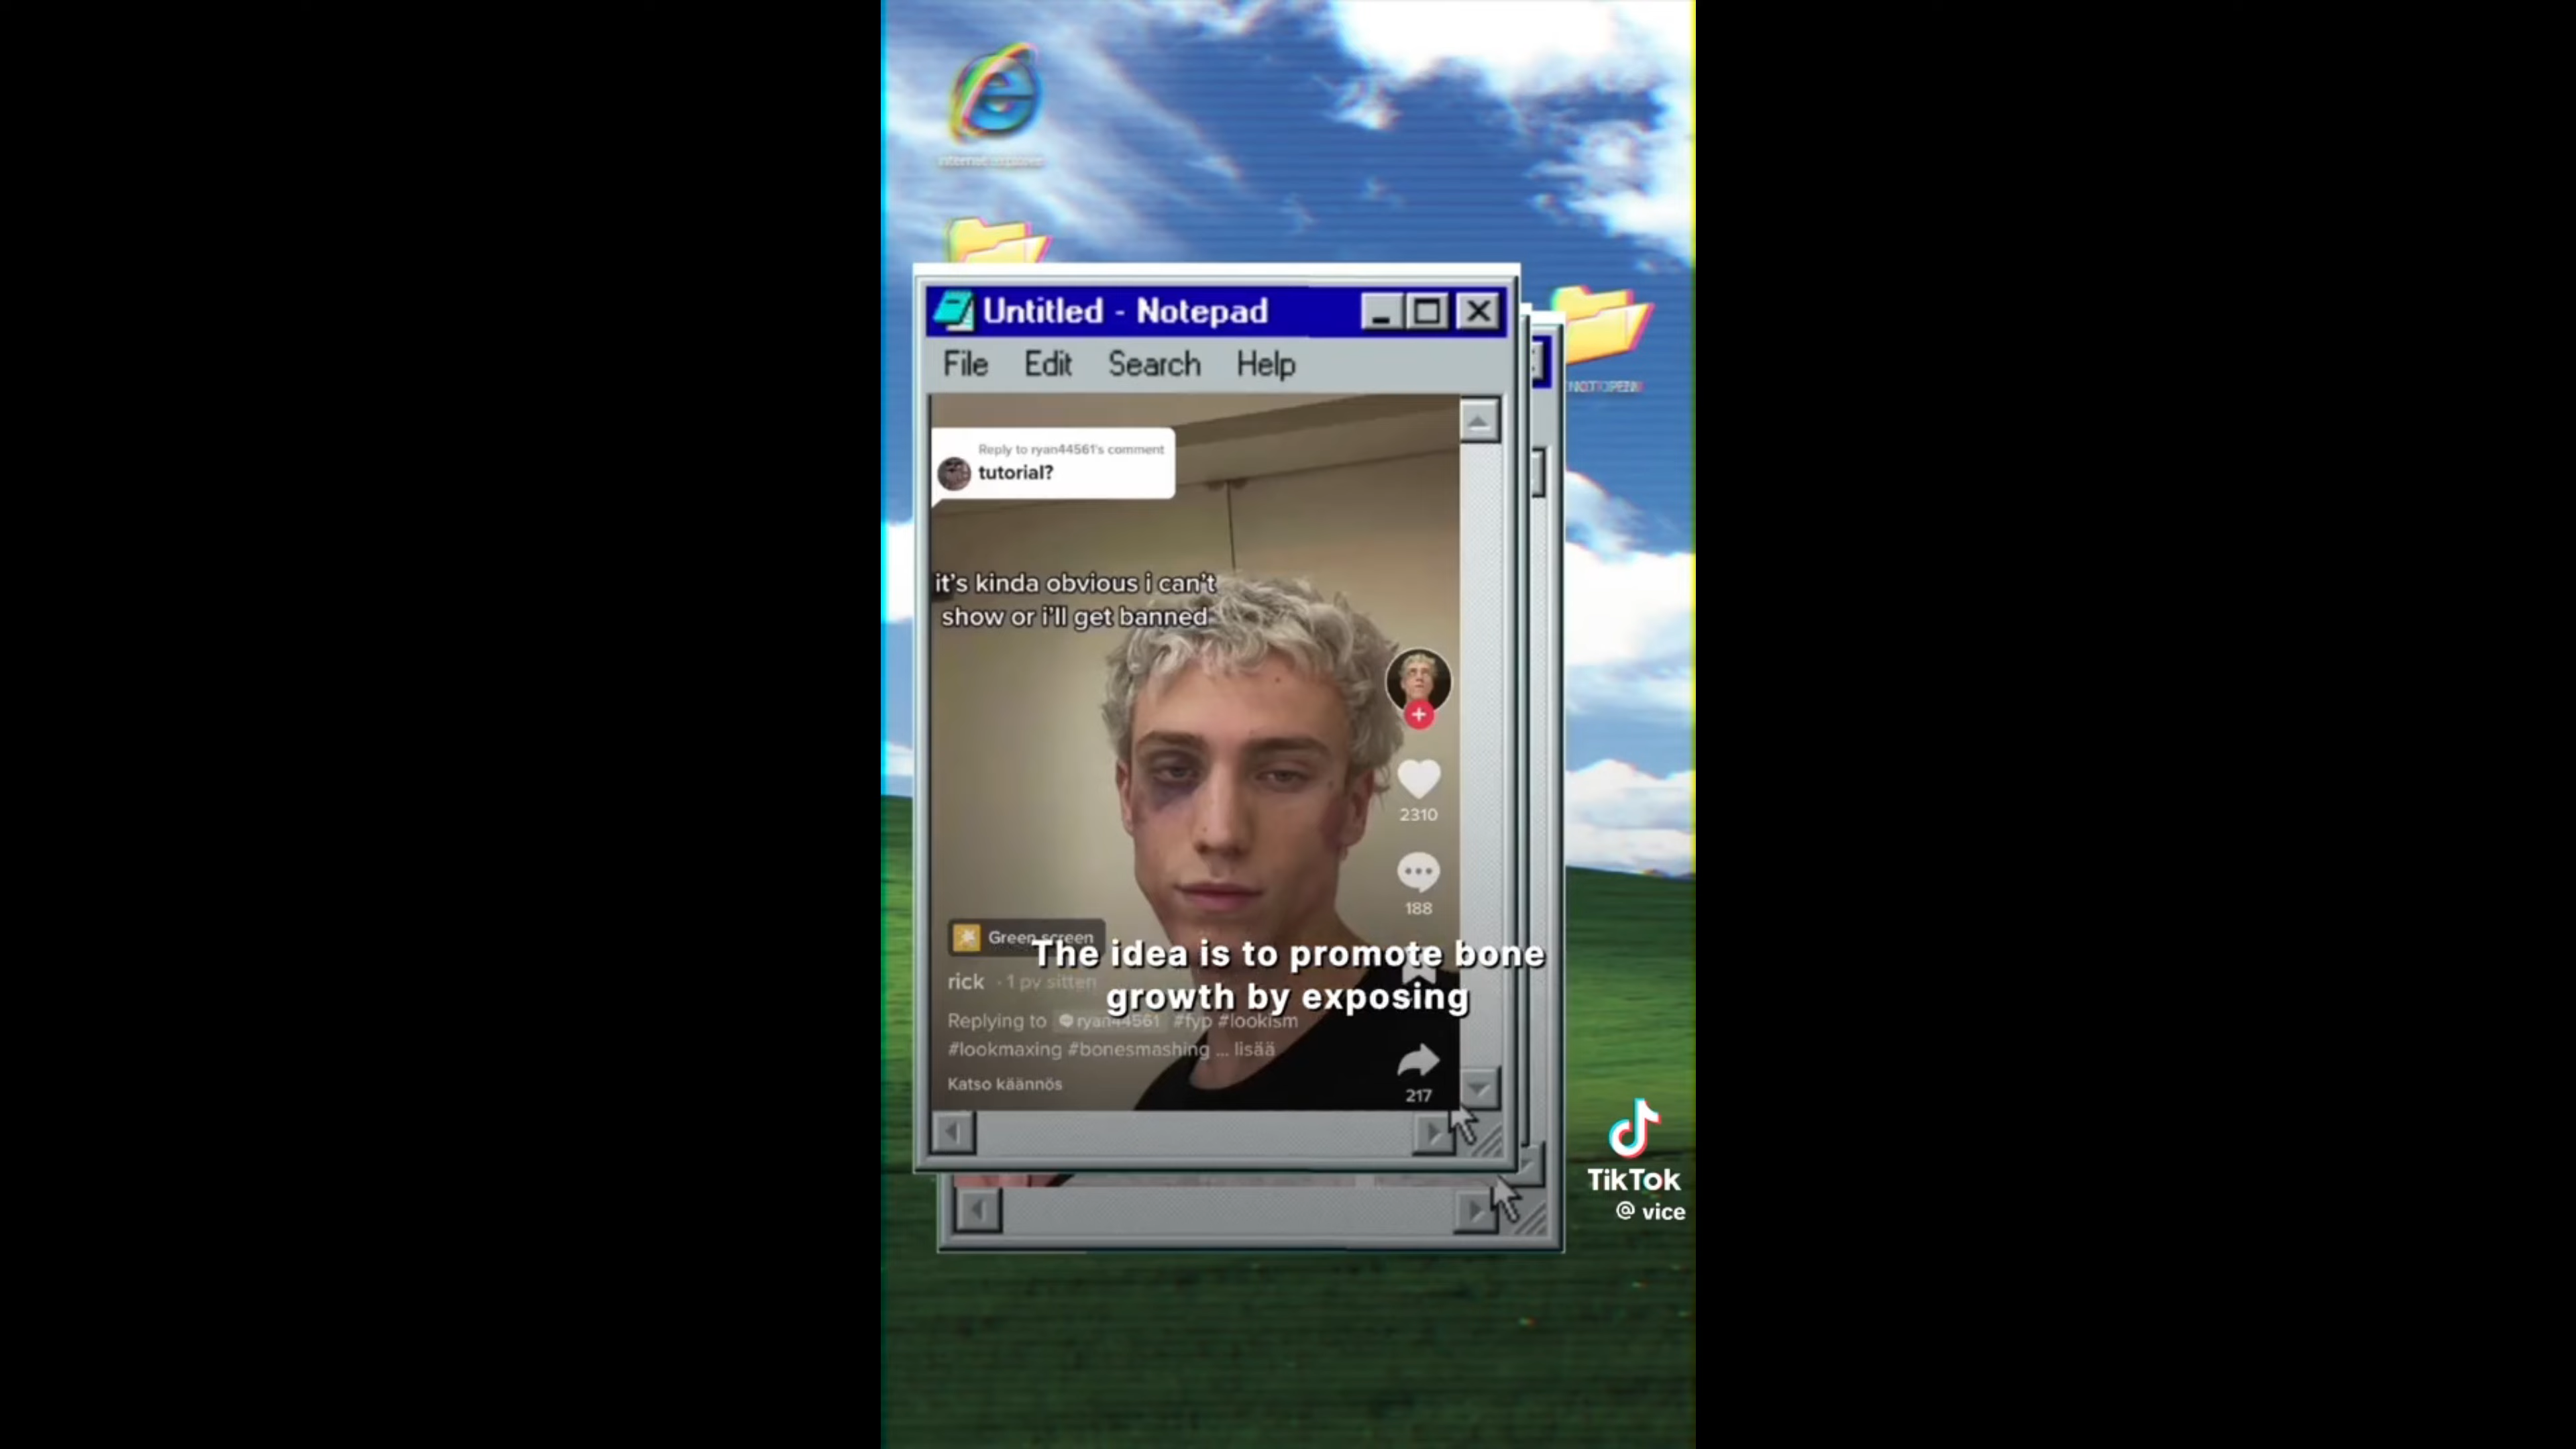 Untitled - Notepad
File Edit Search Help
Reply to ryan44561's comment
tutorial?
it's kinda obvious i can't
show or i'll get banned
2310
188
Green screen
The idea is to promote bone
growth by exposing
rick · 1 pv sitten
Replying to ryan44561 #fyp #lookism
#lookmaxing #bonesmashing ... lisää
Katso käännös
217
TikTok
@ vice